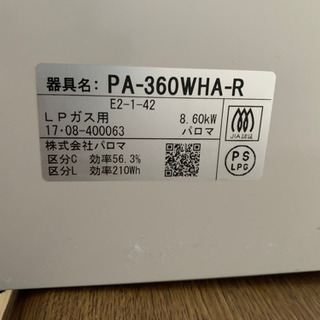 器具名: PA-360WHA-R
E2-1-42
LPガス用 8.60kW
17・08-400063 パロマ
株式会社パロマ
区分C 効率56.3%
区分L 効率210Wh
JIA認証
PS
LPG